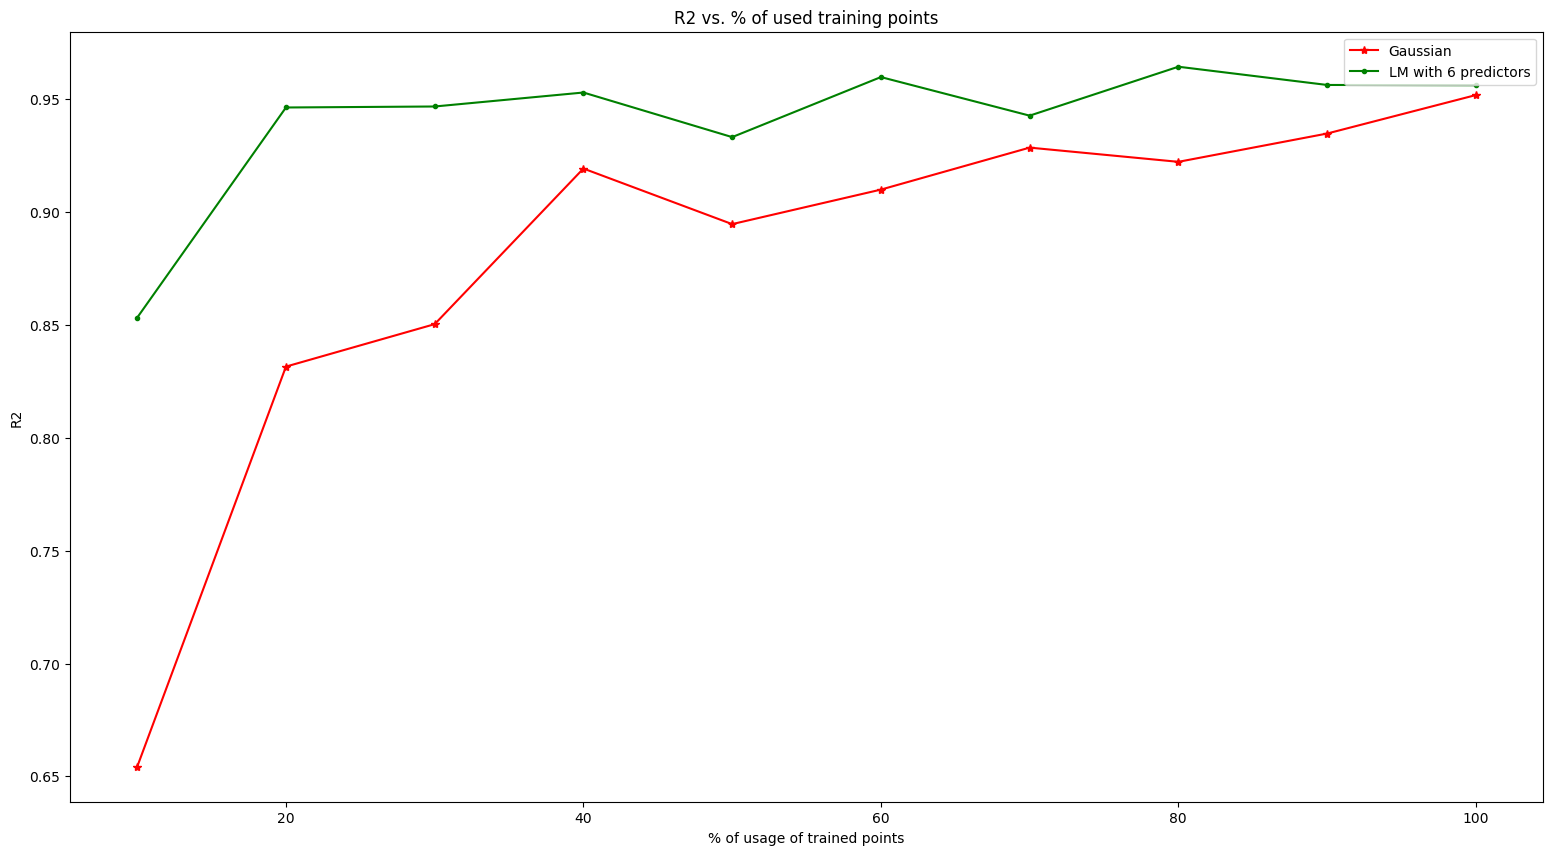 R2 vs. % of used training points
Gaussian
LM with 6 predictors
0.95
0.90
0.85
0.80
0.75
0.70
0.65
R2
20 40 60 80 100
% of usage of trained points